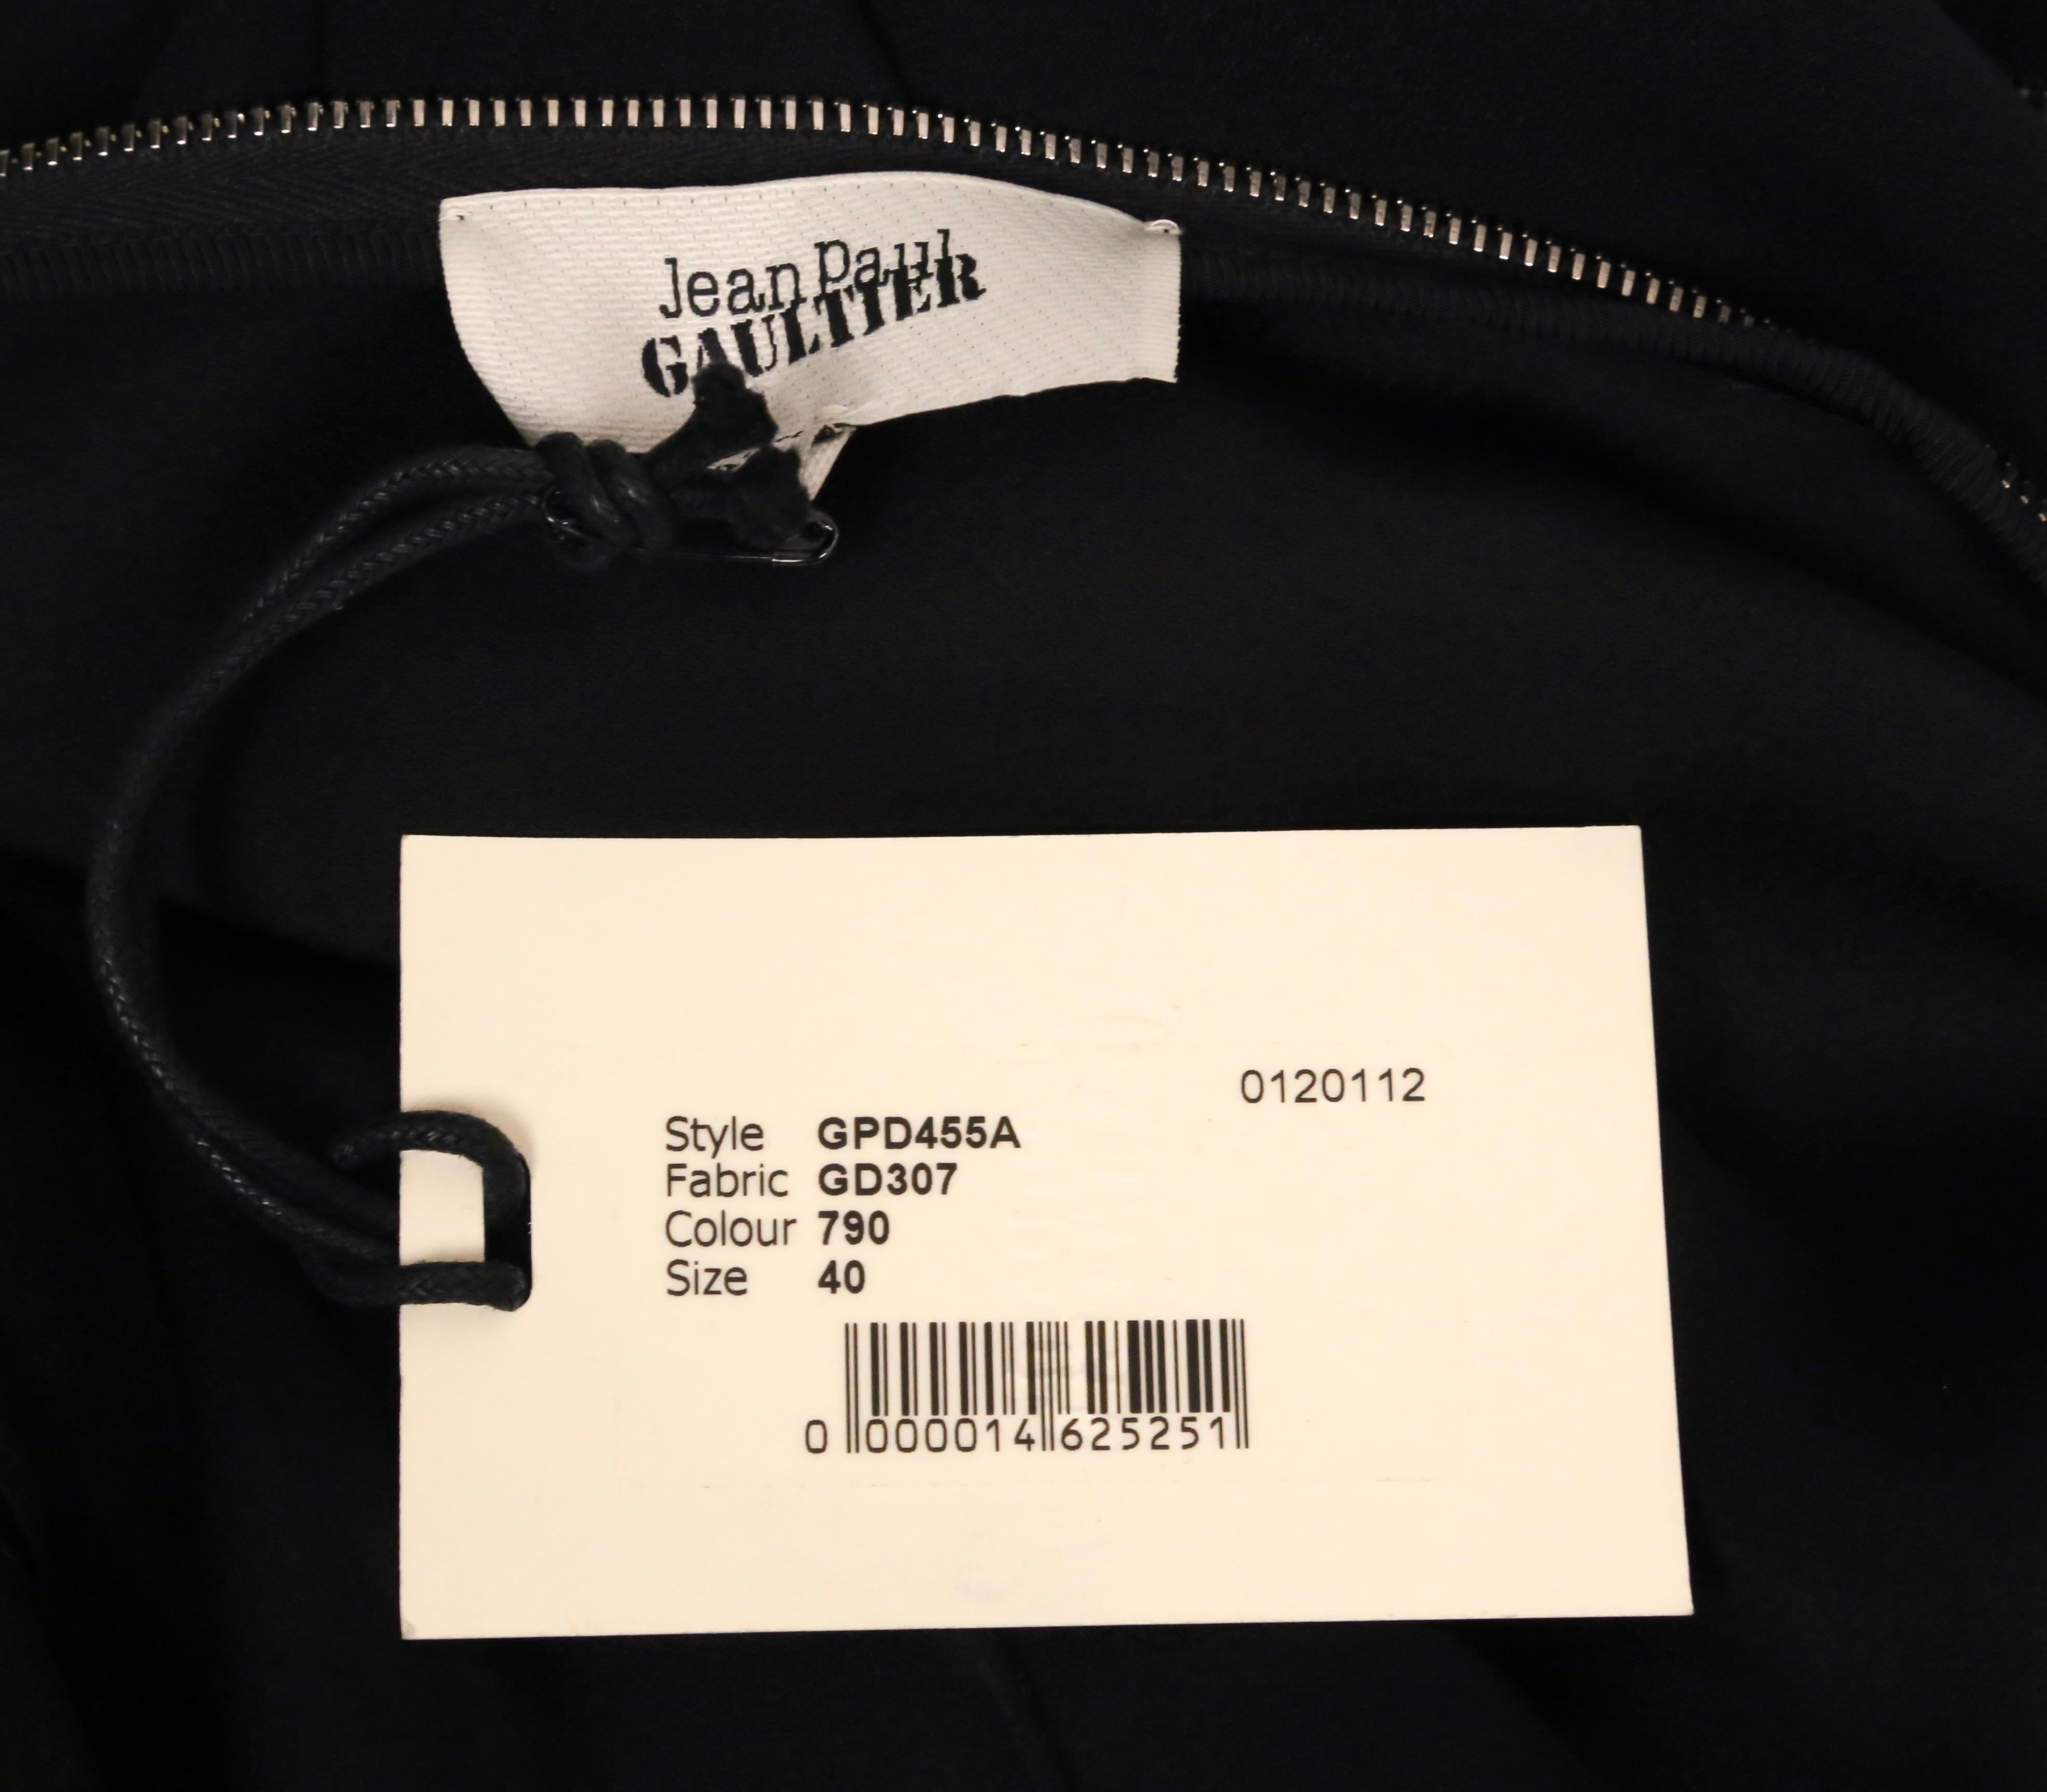 Jean Paul
GAULTIER
0120112
Style GPD455A
Fabric GD307
Colour 790
Size 40
0 000014 625251